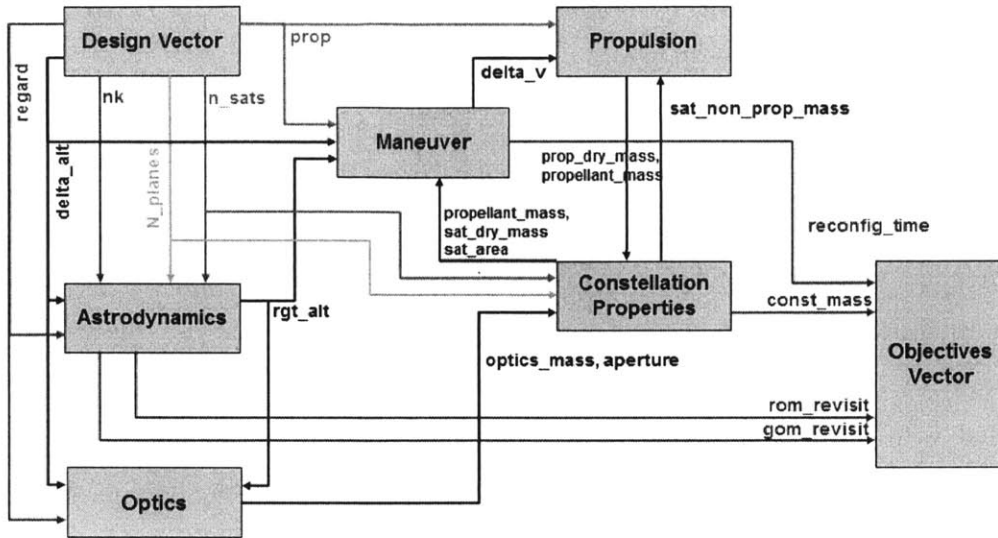 Design Vector
Propulsion
prop
delta_v
regard
nk
n_sats
sat_non_prop_mass
Maneuver
delta_alt
N_planes
prop_dry_mass,
propellant_mass
propellant_mass,
sat_dry_mass
sat_area
reconfig_time
Astrodynamics
rgt_alt
Constellation
Properties
const_mass
Objectives
Vector
optics_mass, aperture
rom_revisit
gom_revisit
Optics